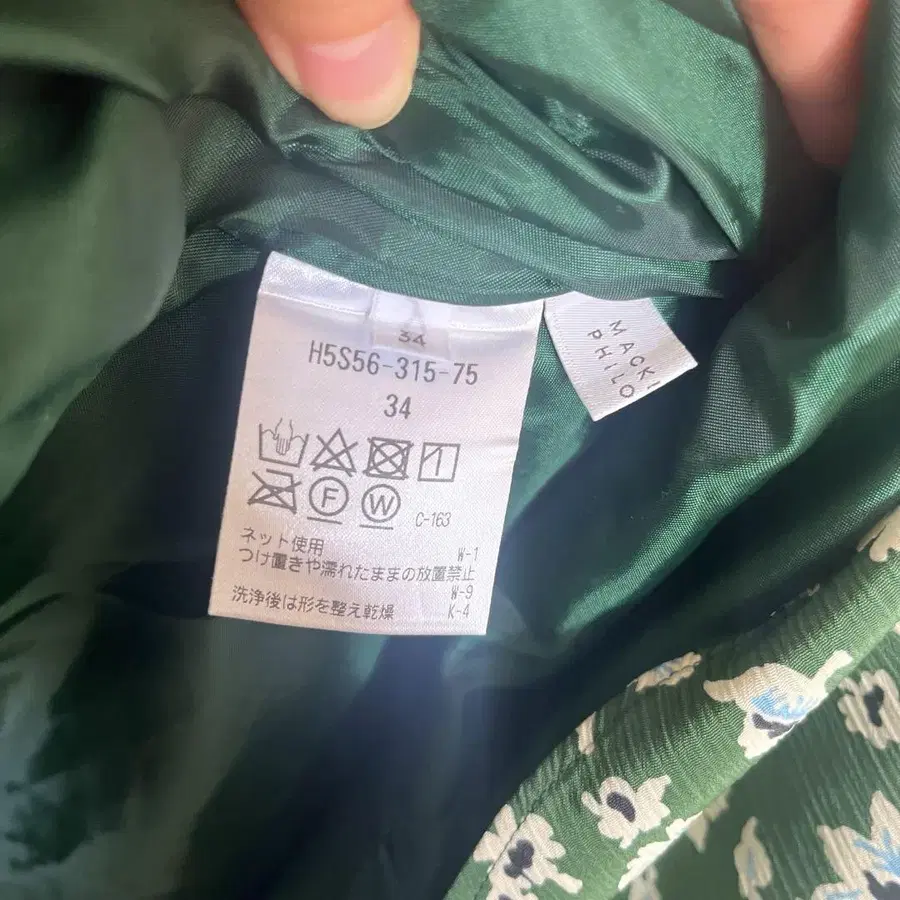 34
H5S56-315-75
34
C-163
ネット使用 W-1
つけ置きや濡れたままの放置禁止
W-9
洗浄後は形を整え乾燥 K-4
MACKI
PHILO
F
W